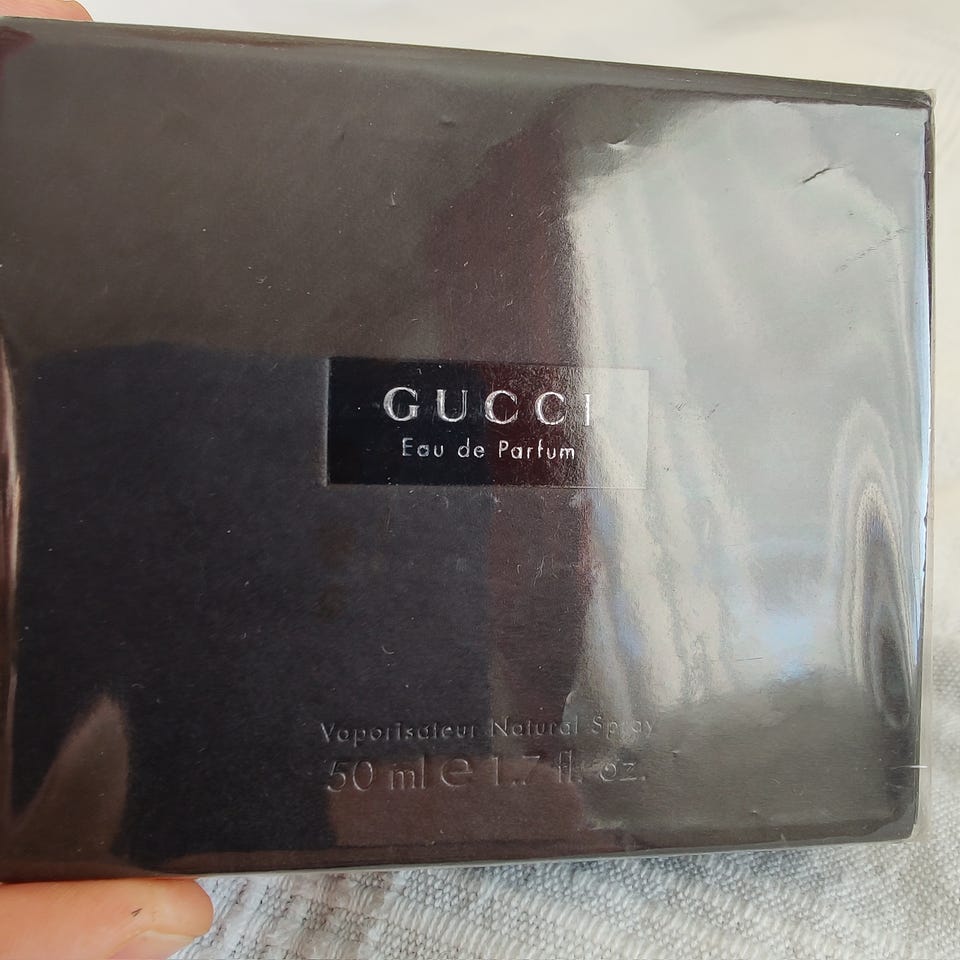 GUCCI
Eau de Parfum
Vaporisateur Natural Spray
50 ml ℮ 1.7 fl. oz.